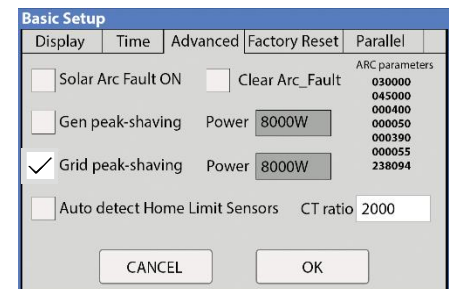 Basic Setup
Display Time Advanced Factory Reset Parallel
ARC parameters
Solar Arc Fault ON Clear Arc_Fault
030000
045000
000400
000050
000390
000055
238094
Gen peak-shaving Power 8000W
Grid peak-shaving Power 8000W
Auto detect Home Limit Sensors CT ratio 2000
CANCEL OK